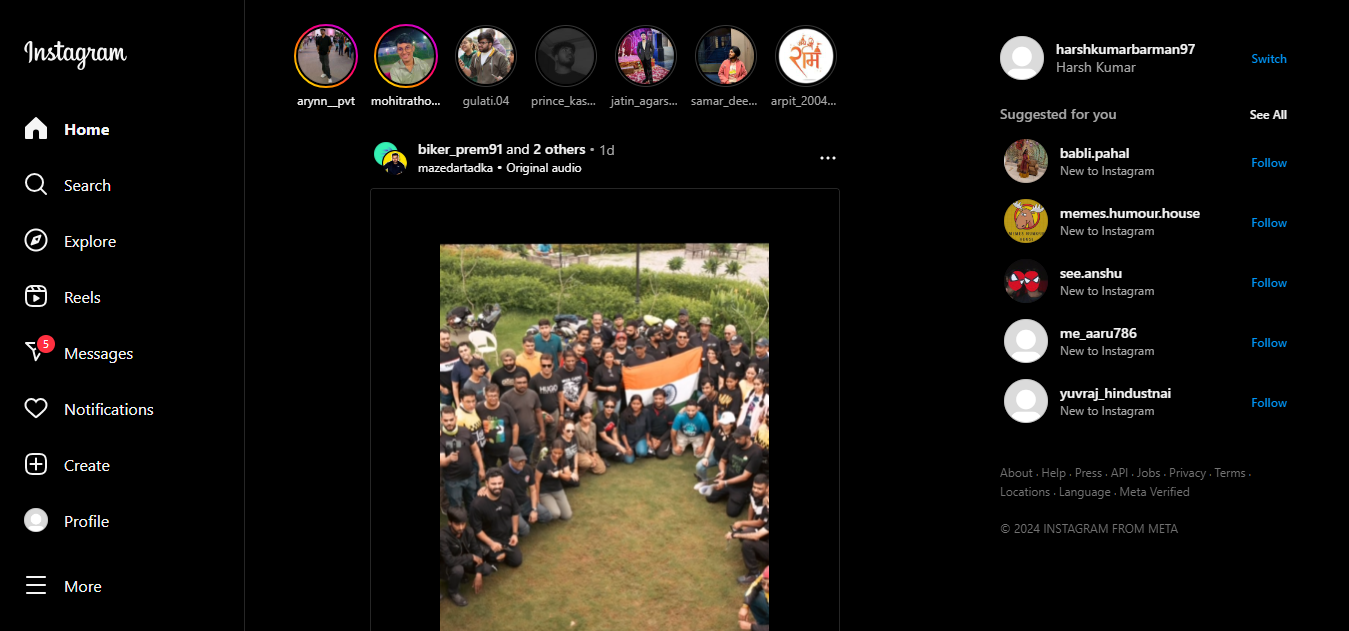 Instagram
Home
Search
Explore
Reels
5
Messages
Notifications
Create
Profile
More
arynn__pvt
mohitratho...
gulati.04
prince_kas...
jatin_agars...
samar_dee...
राम
arpit_2004...
biker_prem91 and 2 others • 1d
mazedartadka • Original audio
HUGO
harshkumarbarman97
Harsh Kumar
Switch
Suggested for you
See All
babli.pahal
New to Instagram
Follow
memes.humour.house
New to Instagram
Follow
see.anshu
New to Instagram
Follow
me_aaru786
New to Instagram
Follow
yuvraj_hindustnai
New to Instagram
Follow
About · Help · Press · API · Jobs · Privacy · Terms ·
Locations · Language · Meta Verified
© 2024 INSTAGRAM FROM META